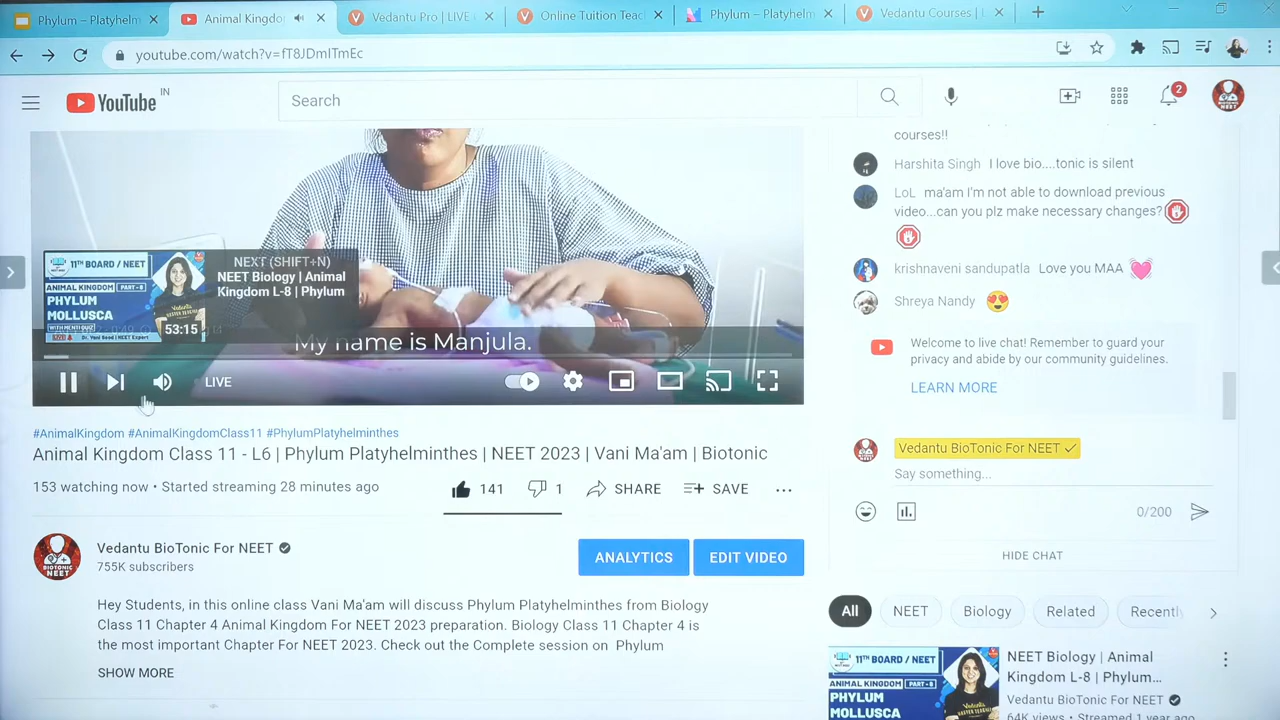 Phylum – Platyhelm
Animal Kingdo
Vedantu Pro | LIVE
Online Tuition Teac
Phylum – Platyhelm
Vedantu Courses | L
youtube.com/watch?v=fT8JDmITmEc
YouTube IN
Search
2
courses!!
Harshita Singh I love bio....tonic is silent
LoL ma'am I'm not able to download previous
video...can you plz make necessary changes?
krishnaveni sandupatla Love you MAA
Shreya Nandy
Welcome to live chat! Remember to guard your
privacy and abide by our community guidelines.
LEARN MORE
Vedantu BioTonic For NEET
Say something...
0/200
HIDE CHAT
11TH BOARD / NEET
ANIMAL KINGDOM PART-8
PHYLUM
MOLLUSCA
WITH MENTI QUIZ
53:15
NEXT (SHIFT+N)
NEET Biology | Animal
Kingdom L-8 | Phylum
My name is Manjula.
LIVE
#AnimalKingdom #AnimalKingdomClass11 #PhylumPlatyhelminthes
Animal Kingdom Class 11 - L6 | Phylum Platyhelminthes | NEET 2023 | Vani Ma'am | Biotonic
153 watching now • Started streaming 28 minutes ago
141
1
SHARE
SAVE
BIOTONIC
NEET
Vedantu BioTonic For NEET
755K subscribers
ANALYTICS
EDIT VIDEO
Hey Students, in this online class Vani Ma'am will discuss Phylum Platyhelminthes from Biology
Class 11 Chapter 4 Animal Kingdom For NEET 2023 preparation. Biology Class 11 Chapter 4 is
the most important Chapter For NEET 2023. Check out the Complete session on Phylum
SHOW MORE
All
NEET
Biology
Related
Recently
11TH BOARD / NEET
ANIMAL KINGDOM PART-8
PHYLUM
MOLLUSCA
NEET Biology | Animal
Kingdom L-8 | Phylum...
Vedantu BioTonic For NEET
64K views • Streamed 1 year ago